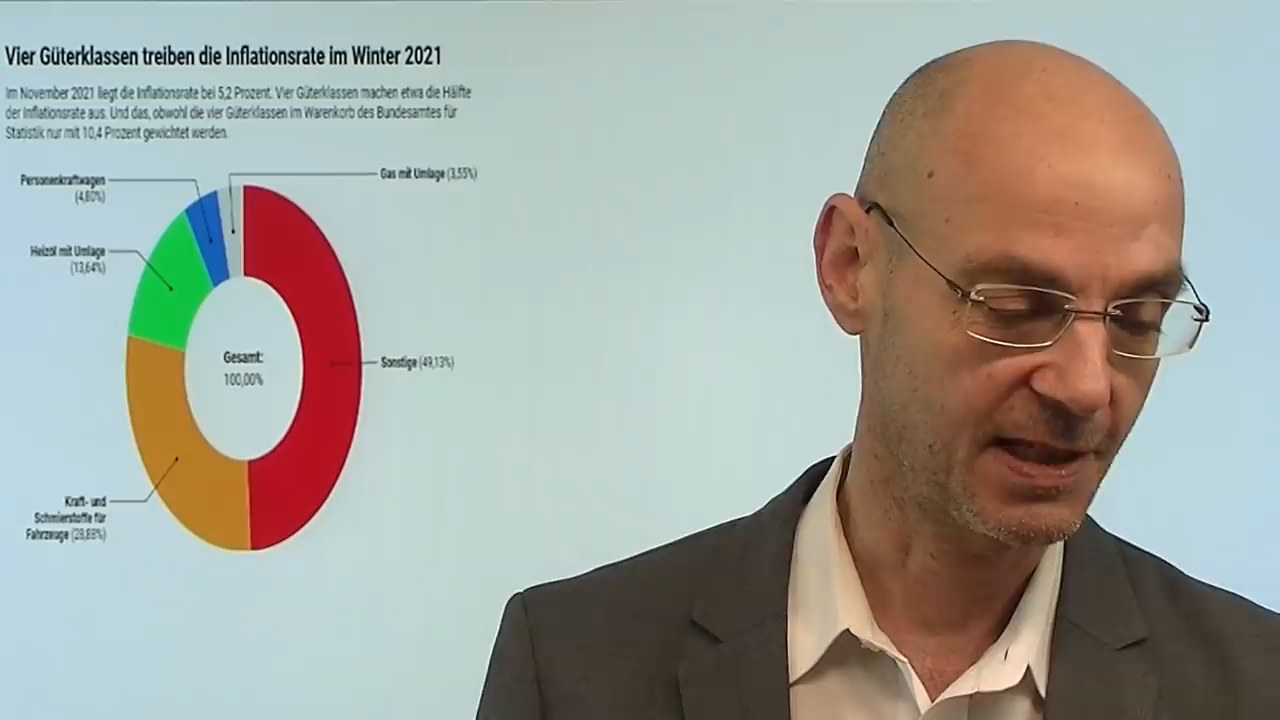 Vier Güterklassen treiben die Inflationsrate im Winter 2021
Im November 2021 liegt die Inflationsrate bei 5,2 Prozent. Vier Güterklassen machen etwa die Hälfte
der Inflationsrate aus. Und das, obwohl die vier Güterklassen im Warenkorb des Bundesamtes für
Statistik nur mit 10,4 Prozent gewichtet werden.
Personenkraftwagen
(4,80%)
Gas mit Umlage (3,55%)
Heizöl mit Umlage
(13,64%)
Gesamt:
100,00%
Sonstige (49,13%)
Kraft- und
Schmierstoffe für
Fahrzeuge (28,88%)